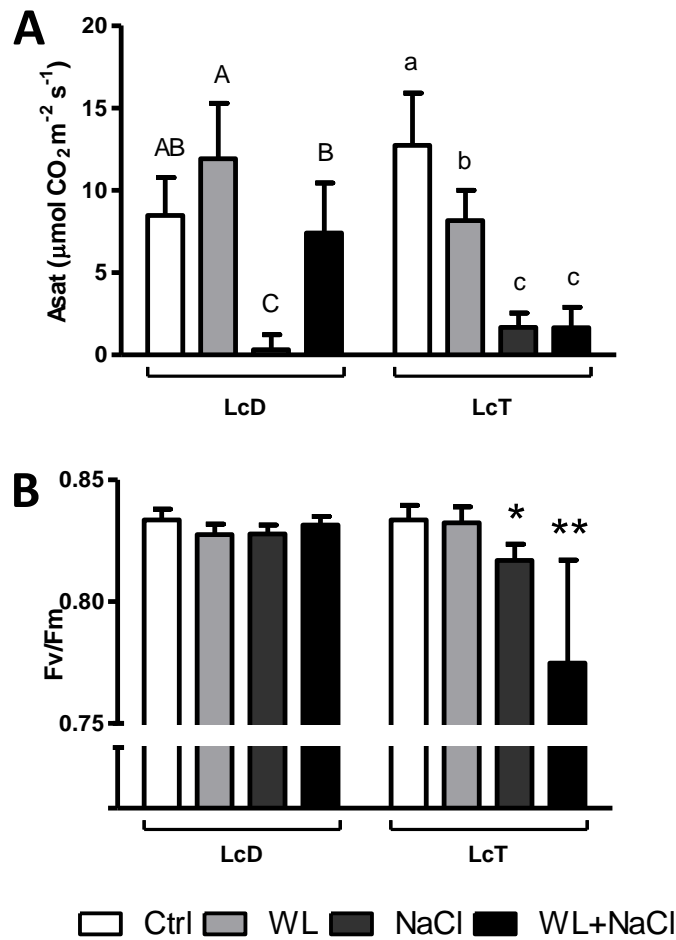 A
20
15
10
5
0
Asat (μmol CO₂ m⁻² s⁻¹)
AB
A
C
B
a
b
c
c
LcD LcT
B
0.85
0.80
0.75
Fv/Fm
*
**
LcD LcT
Ctrl WL NaCl WL+NaCl